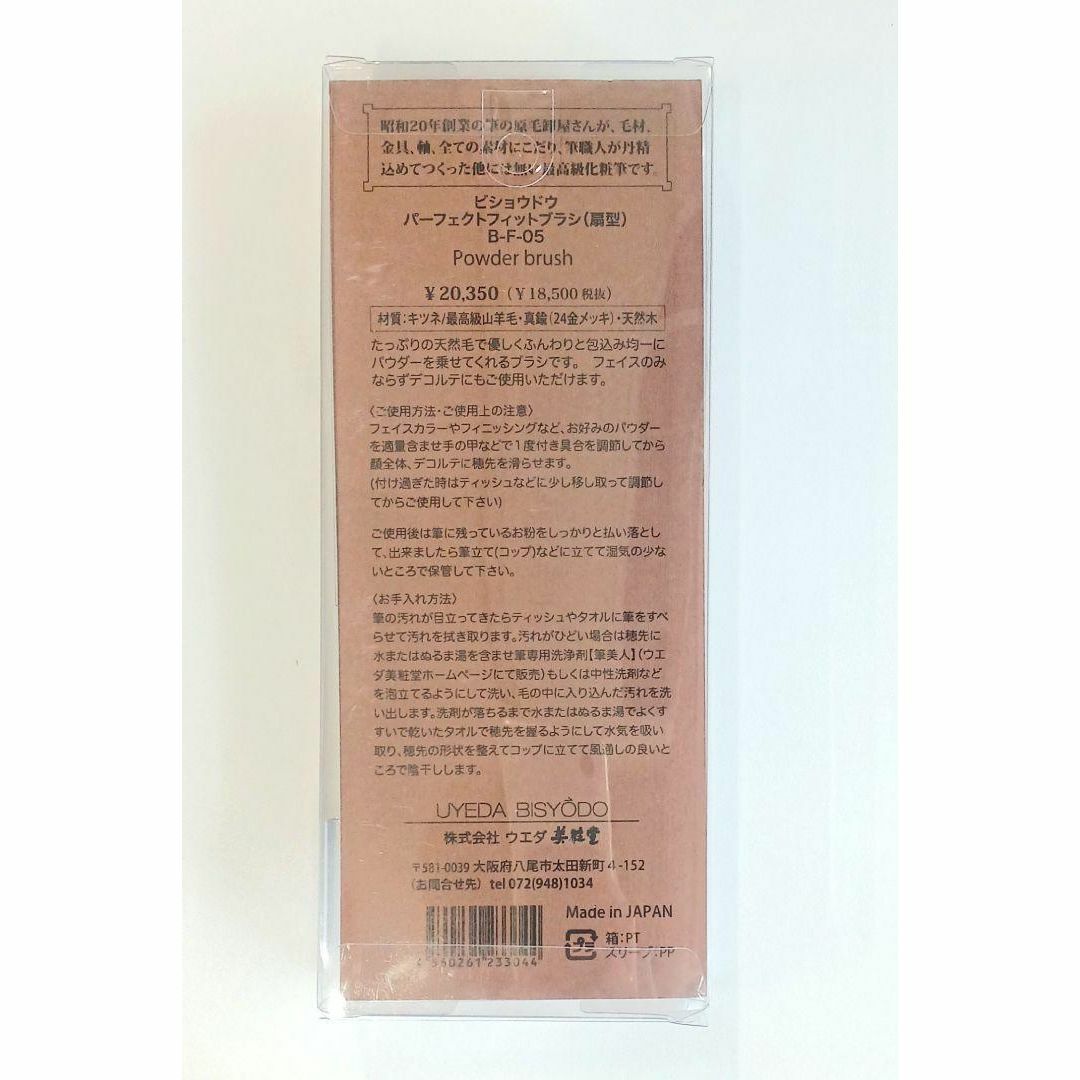 昭和20年創業の筆の原毛卸屋さんが、毛材、
金具、軸、全ての素材にこだり、筆職人が丹精
込めてつくった他には無い最高級化粧筆です
ビショウドウ
パーフェクトフィットブラシ(扇型)
B-F-05
Powder brush
¥20,350 (¥18,500税抜)
材質:キツネ/最高級山羊毛・真鍮(24金メッキ)・天然木
たっぷりの天然毛で優しくふんわりと包込み均一に
パウダーを乗せてくれるブラシです。 フェイスのみ
ならずデコルテにもご使用いただけます。
〈ご使用方法・ご使用上の注意〉
フェイスカラーやフィニッシングなど、お好みのパウダー
を適量含ませ手の甲などで1度付き具合を調節してから
顔全体、デコルテに穂先を滑らせます。
(付け過ぎた時はティッシュなどに少し移し取って調節し
てからご使用して下さい)
ご使用後は筆に残っているお粉をしっかりと払い落とし
て、出来ましたら筆立て(コップ)などに立てて湿気の少な
いところで保管して下さい。
〈お手入れ方法〉
筆の汚れが目立ってきたらティッシュやタオルに筆をすべ
らせて汚れを拭き取ります。汚れがひどい場合は穂先に
水またはぬるま湯を含ませ筆専用洗浄剤【筆美人】(ウエ
ダ美粧堂ホームページにて販売)もしくは中性洗剤などを
を泡立てるようにして洗い、毛の中に入り込んだ汚れを洗
い出します。洗剤が落ちるまで水またはぬるま湯でよくす
すいで乾いたタオルで穂先を握るようにして水気を吸い
取り、穂先の形状を整えてコップに立てて風通しの良いと
ころで陰干しします。
UYEDA BISYŌDO
株式会社 ウエダ 美粧堂
〒581-0039 大阪府八尾市太田新町4-152
(お問合せ先) tel 072(948)1034
Made in JAPAN
プラ
箱:PT
スリーブ:PP
4 560261 233044